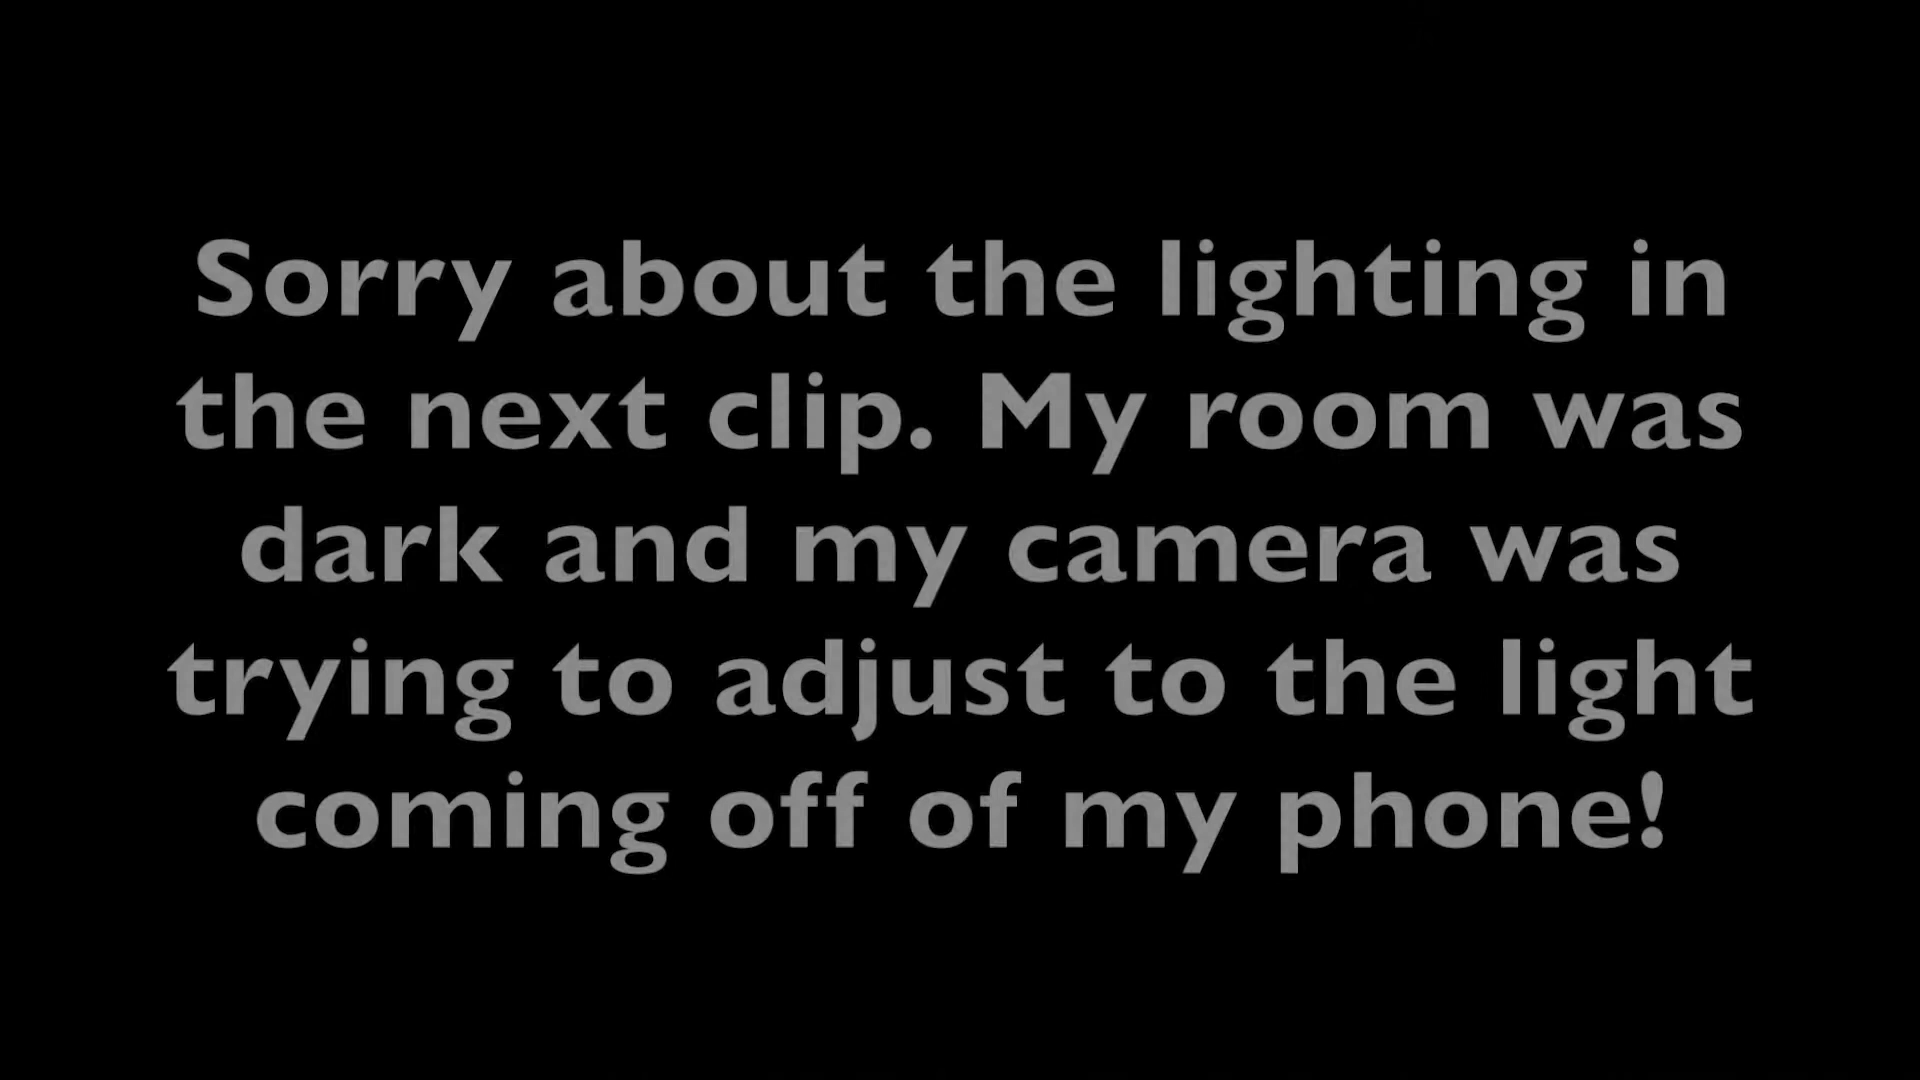 Sorry about the lighting in
the next clip. My room was
dark and my camera was
trying to adjust to the light
coming off of my phone!